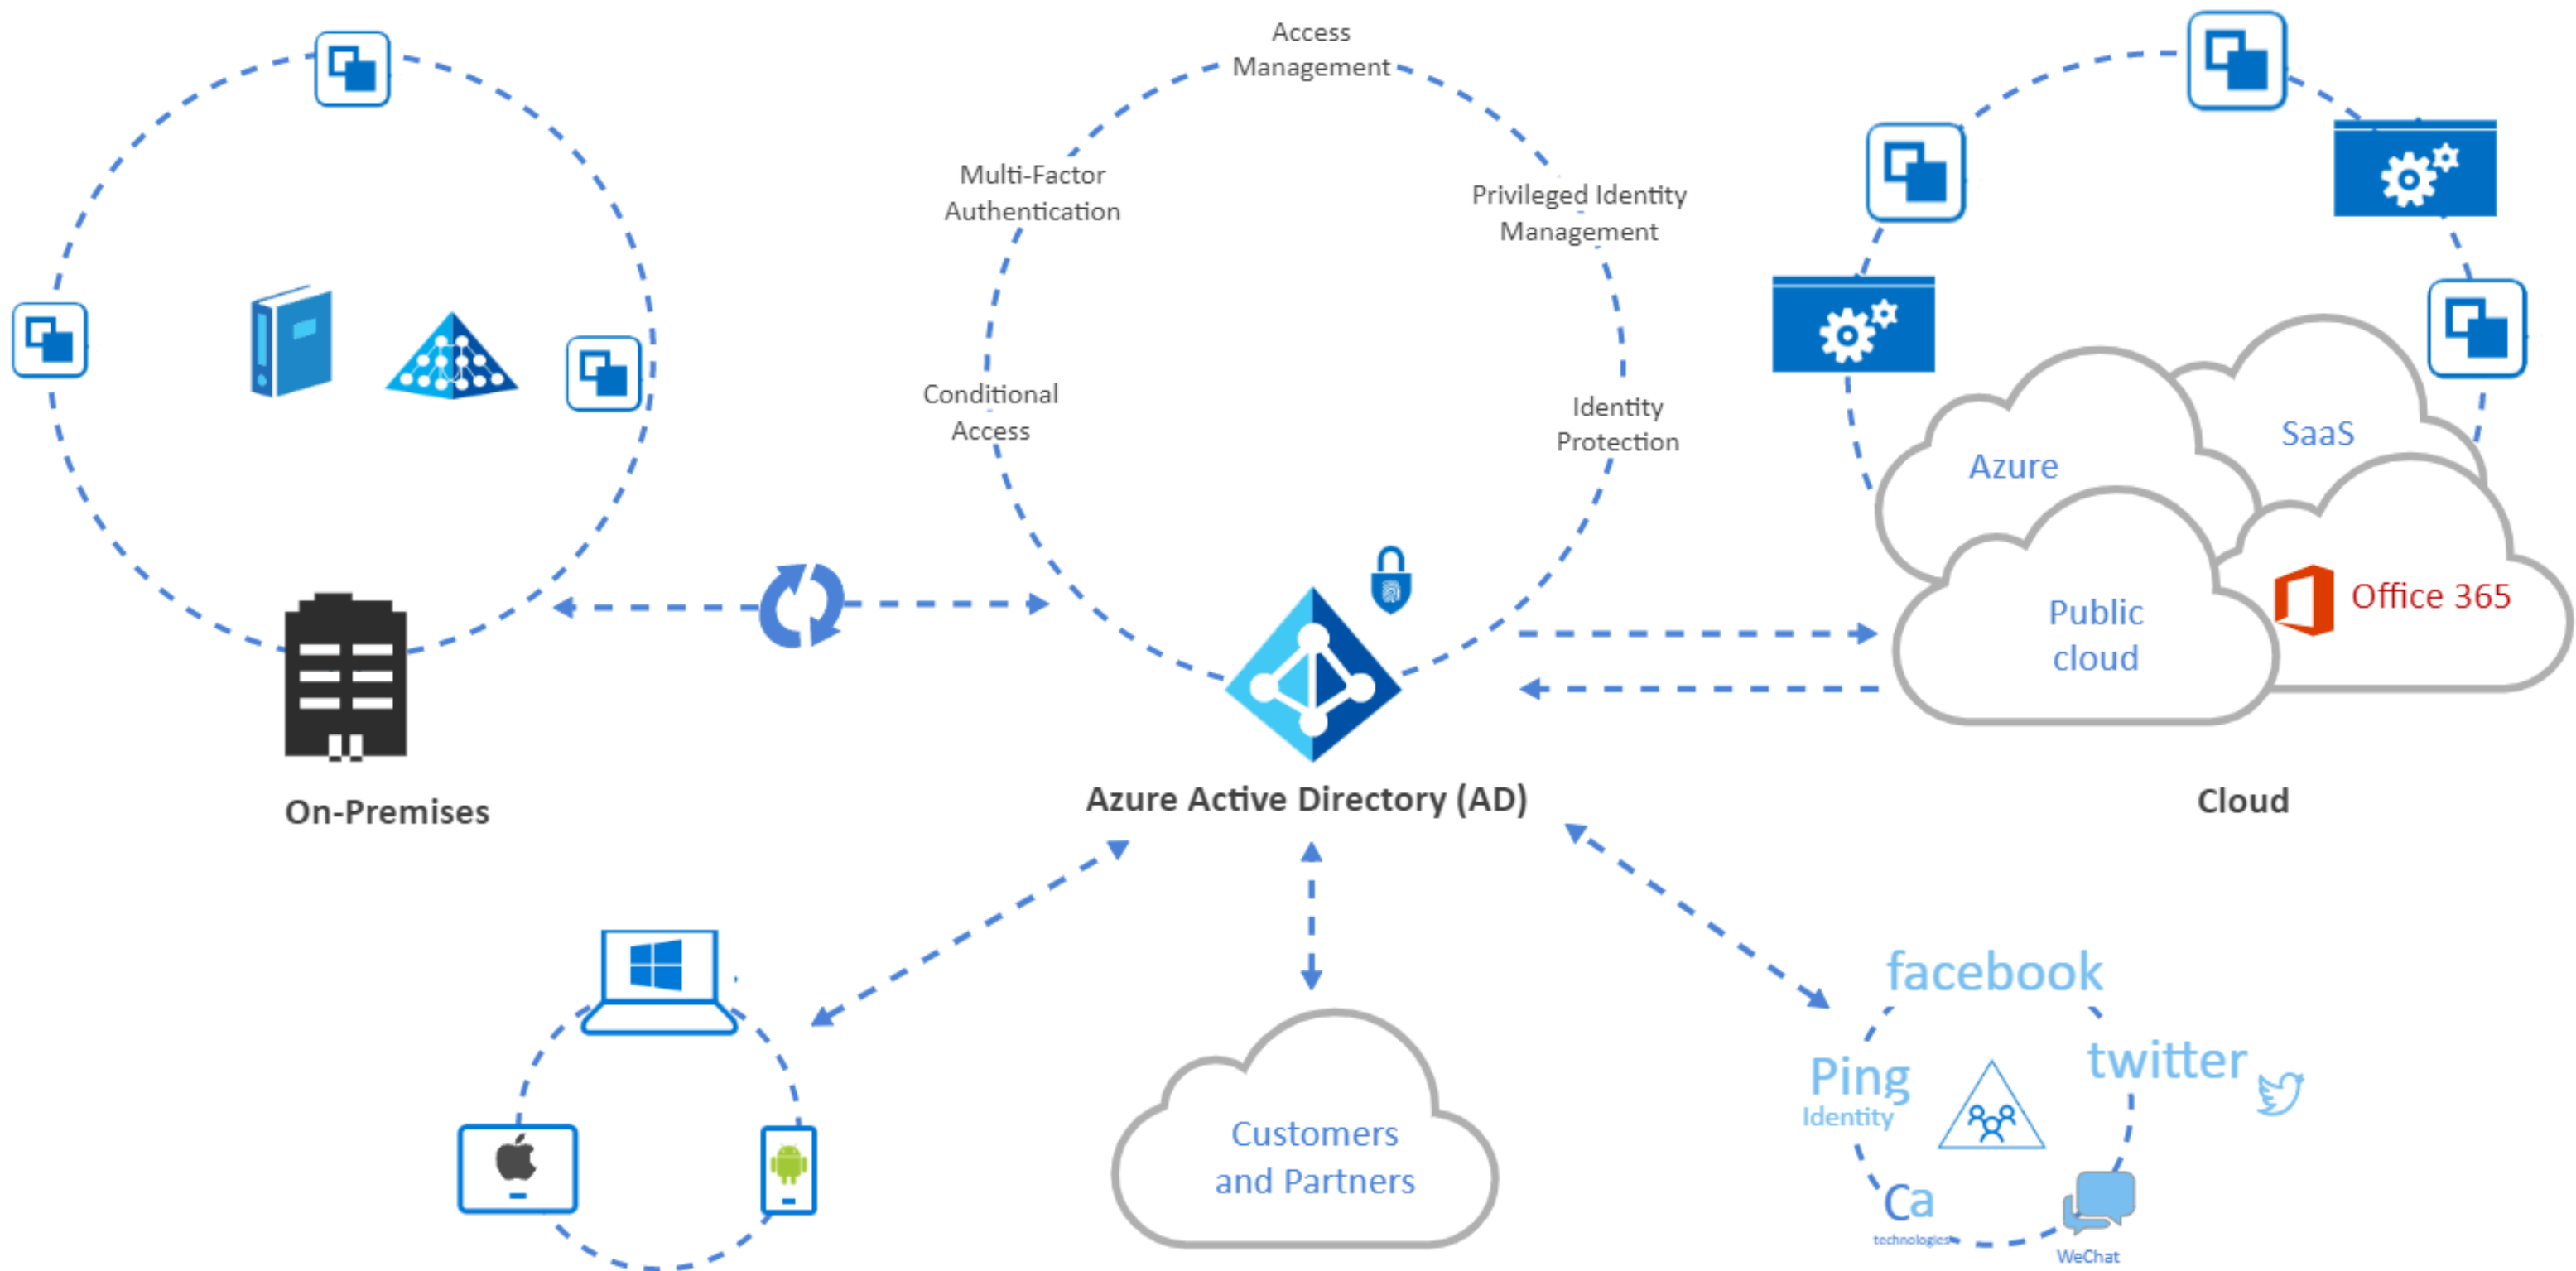 Access
Management
Multi-Factor
Authentication
Privileged Identity
Management
Conditional
Access
Identity
Protection
SaaS
Azure
Office 365
Public
cloud
On-Premises
Azure Active Directory (AD)
Cloud
facebook
twitter
Ping
Identity
Customers
and Partners
Ca
technologies
WeChat